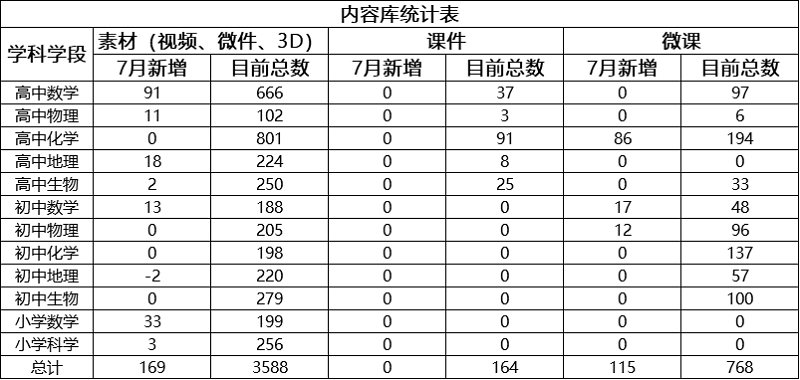 内容库统计表
学科学段 素材（视频、微件、3D） 课件 微课
7月新增 目前总数 7月新增 目前总数 7月新增 目前总数
高中数学 91 666 0 37 0 97
高中物理 11 102 0 3 0 6
高中化学 0 801 0 91 86 194
高中地理 18 224 0 8 0 0
高中生物 2 250 0 25 0 33
初中数学 13 188 0 0 17 48
初中物理 0 205 0 0 12 96
初中化学 0 198 0 0 0 137
初中地理 -2 220 0 0 0 57
初中生物 0 279 0 0 0 100
小学数学 33 199 0 0 0 0
小学科学 3 256 0 0 0 0
总计 169 3588 0 164 115 768